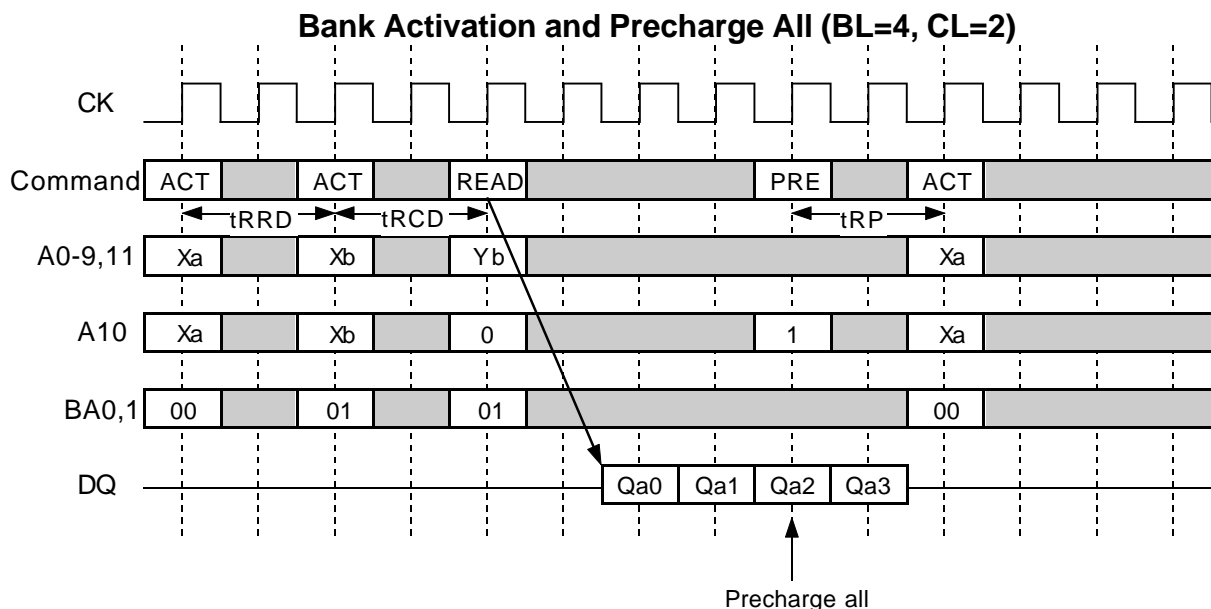 Bank Activation and Precharge All (BL=4, CL=2)
CK
Command ACT ACT READ PRE ACT
tRRD tRCD tRP
A0-9,11 Xa Xb Yb Xa
A10 Xa Xb 0 1 Xa
BA0,1 00 01 01 00
DQ Qa0 Qa1 Qa2 Qa3
Precharge all